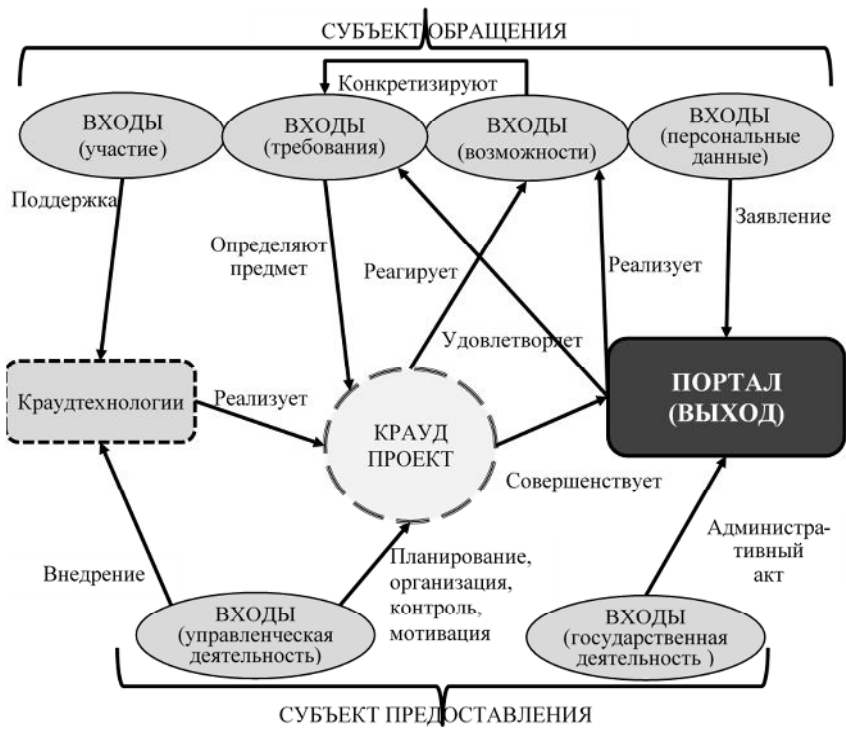 СУБЪЕКТ ОБРАЩЕНИЯ
Конкретизируют
ВХОДЫ
(участие)
ВХОДЫ
(требования)
ВХОДЫ
(возможности)
ВХОДЫ
(персональные
данные)
Поддержка
Определяют
предмет
Реагирует
Реализует
Заявление
Удовлетворяет
Краудтехнологии
Реализует
КРАУД
ПРОЕКТ
ПОРТАЛ
(ВЫХОД)
Совершенствует
Внедрение
Планирование,
организация,
контроль,
мотивация
Административ-
тивный
акт
ВХОДЫ
(управленческая
деятельность)
ВХОДЫ
(государственная
деятельность )
СУБЪЕКТ ПРЕДОСТАВЛЕНИЯ